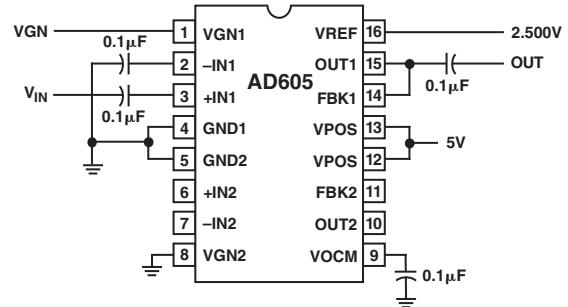 VGN
1 VGN1
VREF 16
2.500V
0.1µF
2 –IN1
OUT1 15
OUT
AD605
VIN
3 +IN1
FBK1 14
0.1µF
0.1µF
4 GND1
VPOS 13
5V
5 GND2
VPOS 12
6 +IN2
FBK2 11
7 –IN2
OUT2 10
8 VGN2
VOCM 9
0.1µF